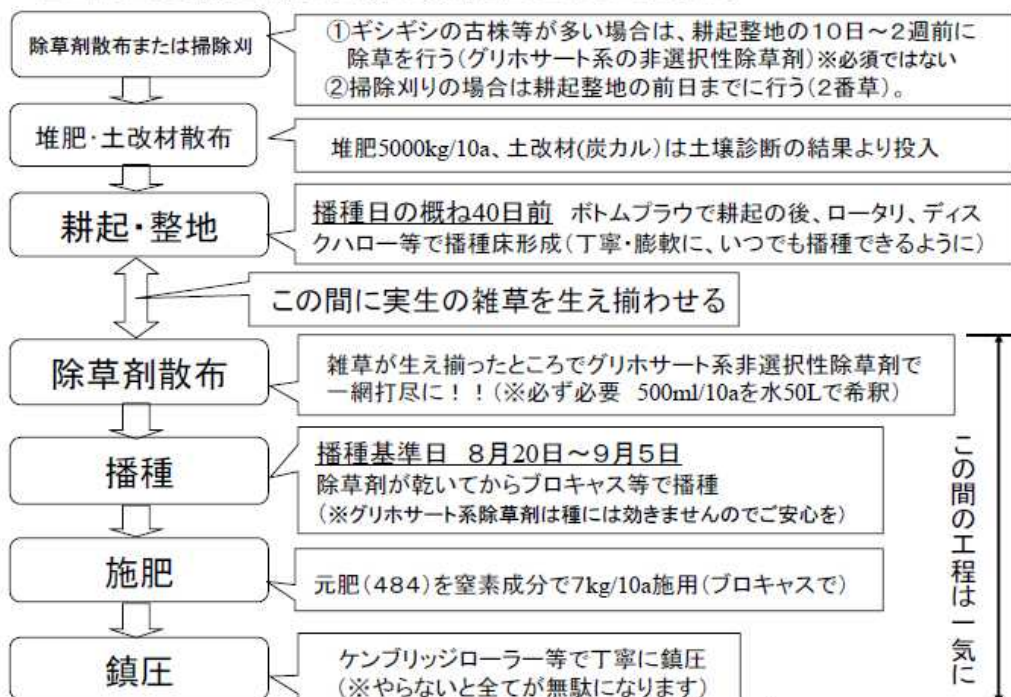 除草剤散布または掃除刈
①ギシギシの古株等が多い場合は、耕起整地の10日～2週前に
除草を行う(グリホサート系の非選択性除草剤)※必須ではない
②掃除刈りの場合は耕起整地の前日までに行う(2番草)。
堆肥・土改材散布
堆肥5000kg/10a、土改材(炭カル)は土壌診断の結果より投入
耕起・整地
播種日の概ね40日前 ボトムプラウで耕起の後、ロータリ、ディス
クハロー等で播種床形成(丁寧・膨軟に、いつでも播種できるように)
この間に実生の雑草を生え揃わせる
除草剤散布
雑草が生え揃ったところでグリホサート系非選択性除草剤で
一網打尽に!!(※必ず必要 500ml/10aを水50Lで希釈)
播種
播種基準日 8月20日～9月5日
除草剤が乾いてからブロキャス等で播種
(※グリホサート系除草剤は種には効きませんのでご安心を)
施肥
元肥(484)を窒素成分で7kg/10a施用(ブロキャスで)
鎮圧
ケンブリッジローラー等で丁寧に鎮圧
(※やらないと全てが無駄になります)
この間の工程は一気に